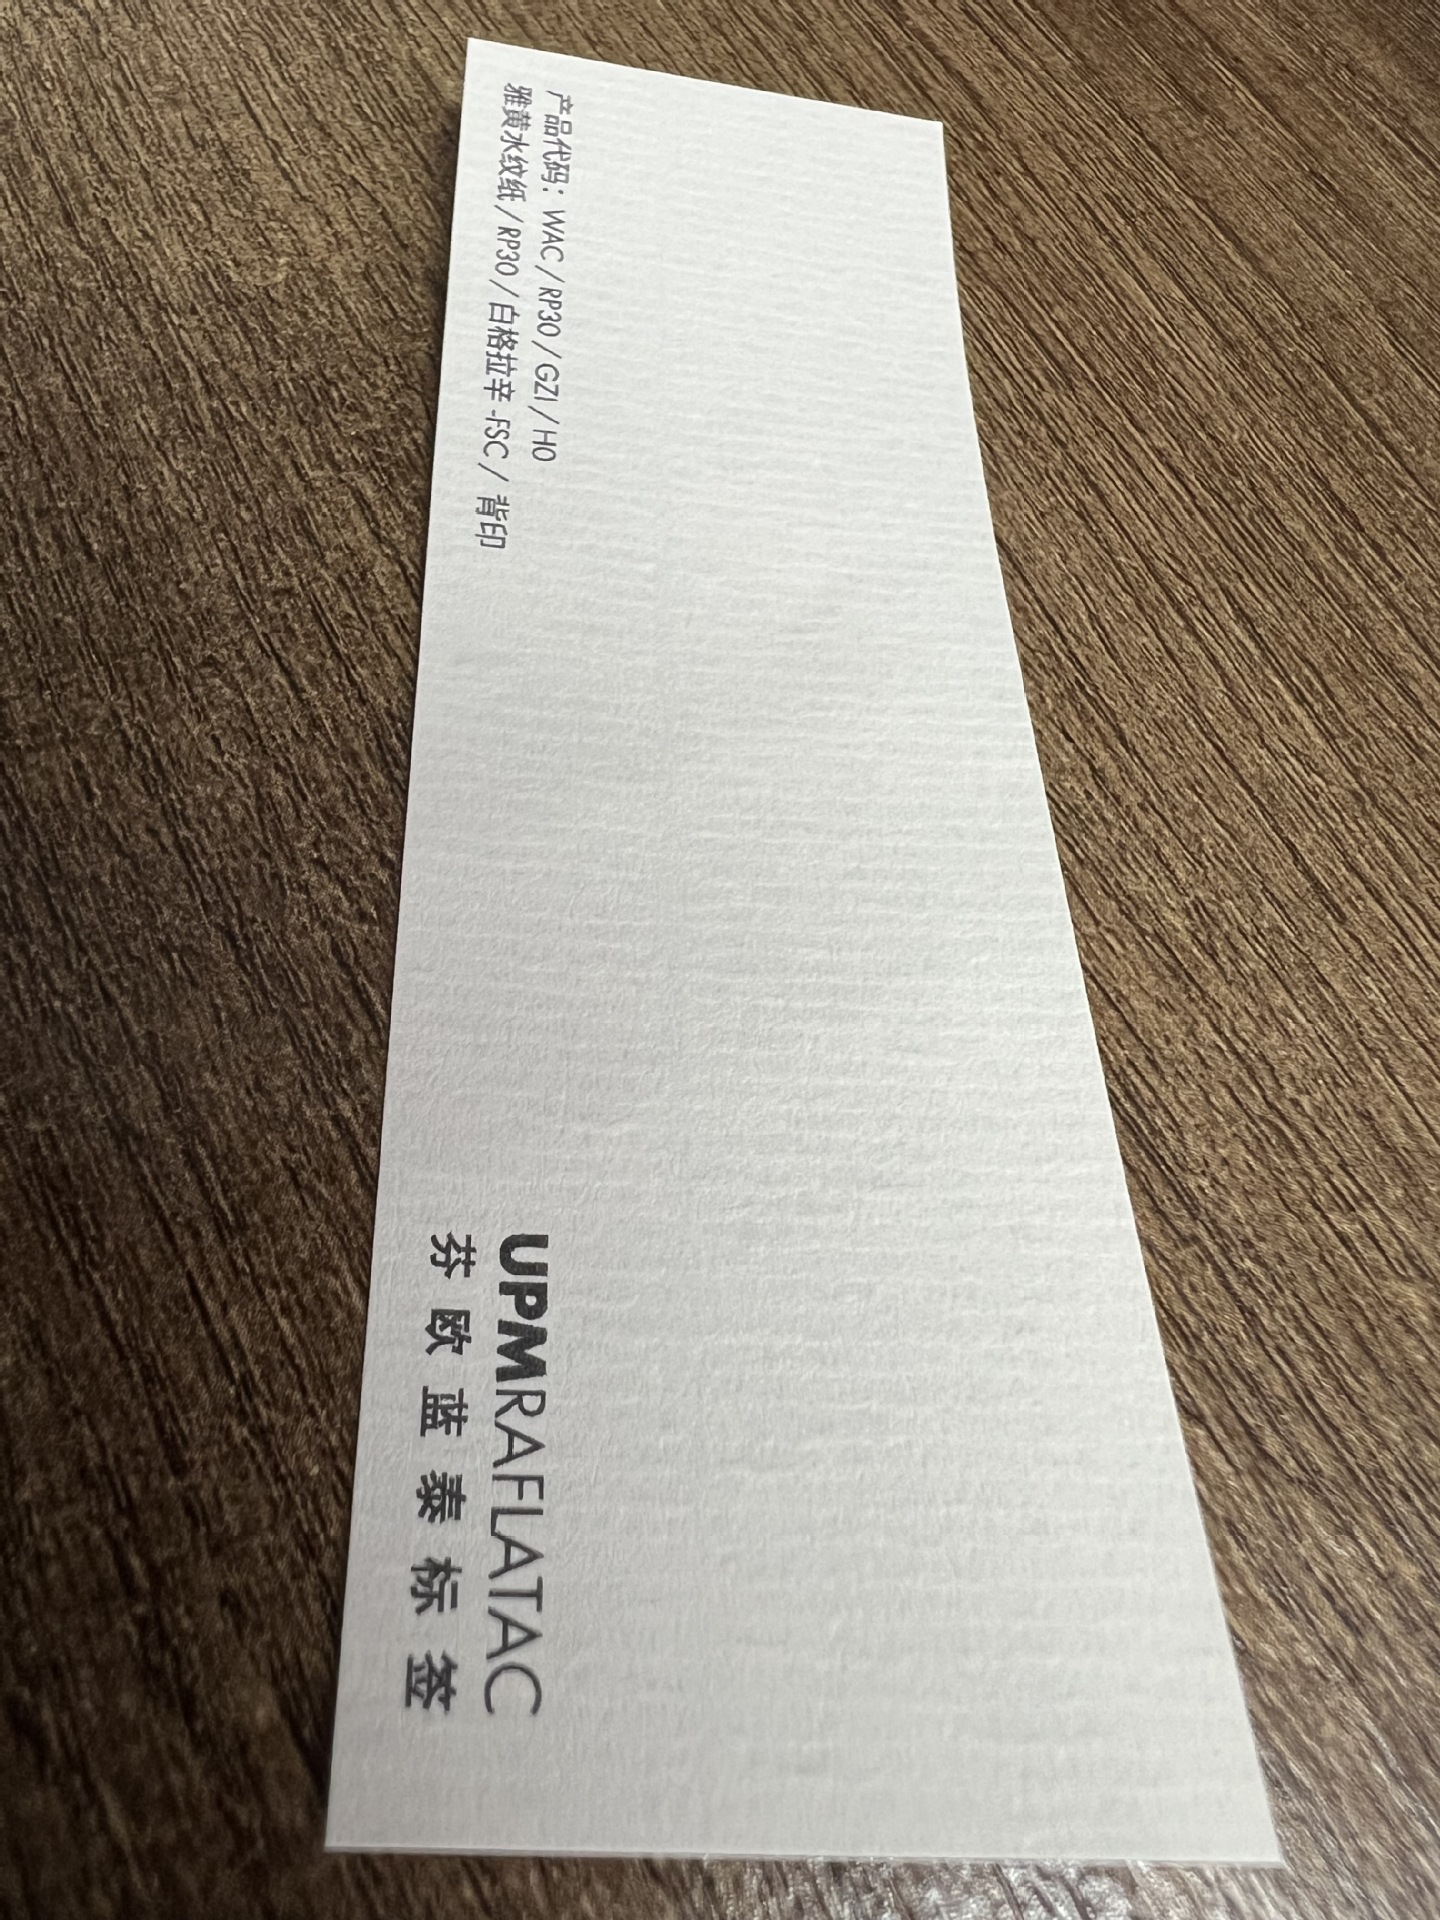 产品代码：WAC / RP30 / GZ1 / H0
雅黄水纹纸 / RP30 / 白格拉辛 -FSC / 背印
UPMRAFLATAC
芬欧蓝泰标签